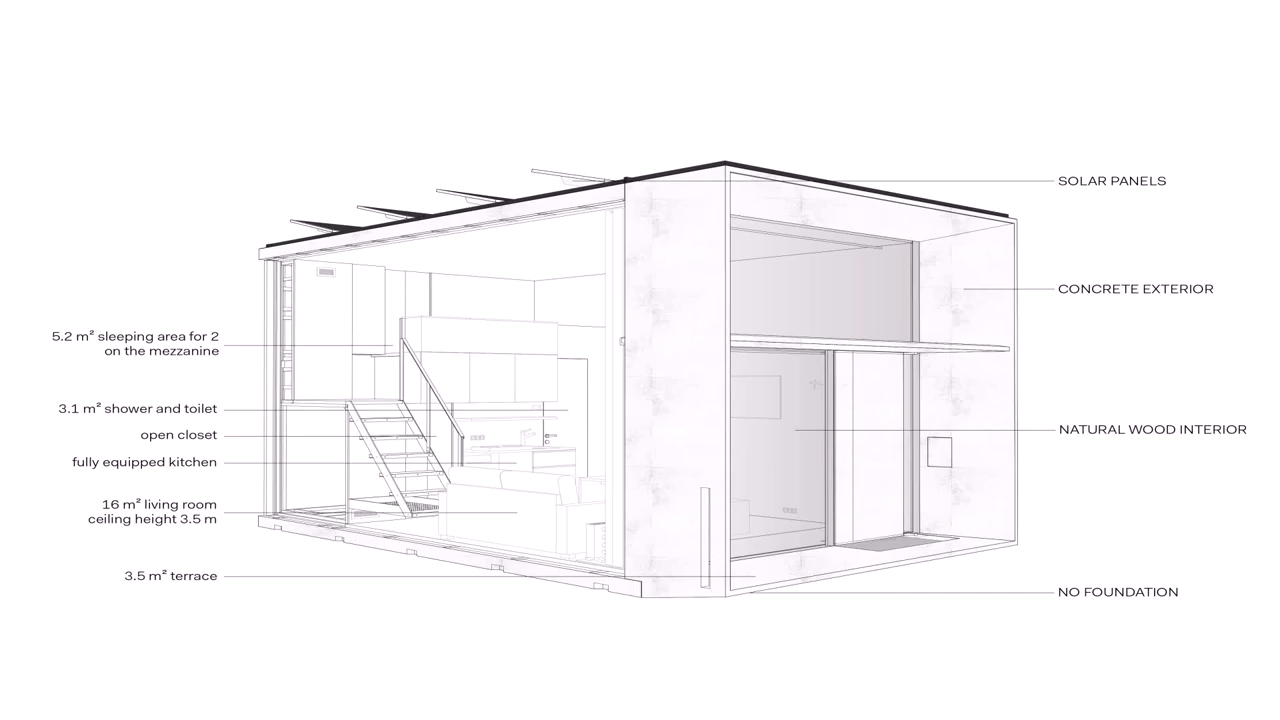 SOLAR PANELS
CONCRETE EXTERIOR
5.2 m² sleeping area for 2
on the mezzanine
3.1 m² shower and toilet
open closet
NATURAL WOOD INTERIOR
fully equipped kitchen
16 m² living room
ceiling height 3.5 m
3.5 m² terrace
NO FOUNDATION